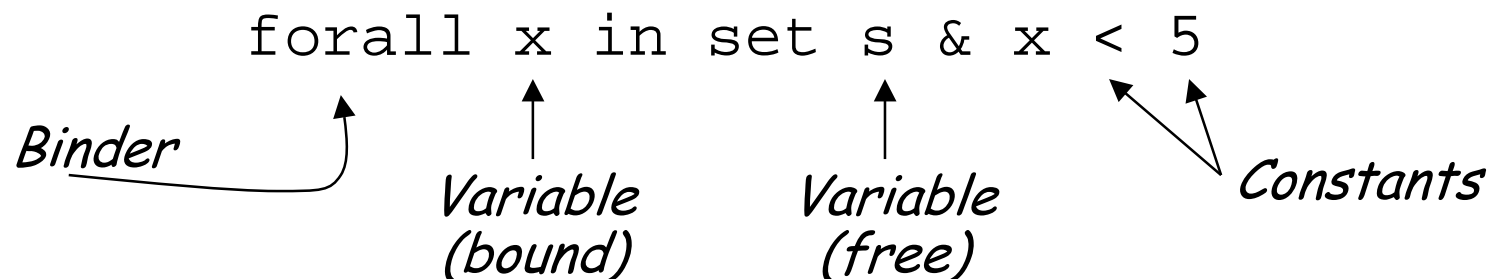 forall x in set s & x < 5
Binder
Variable
(bound)
Variable
(free)
Constants